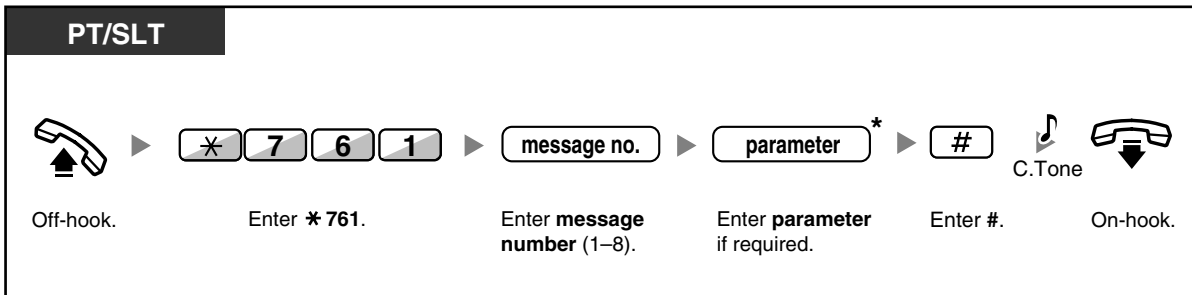 PT/SLT
* 7 6 1 message no. parameter* #
C.Tone
Off-hook. Enter *761. Enter message number (1–8). Enter parameter if required. Enter #. On-hook.